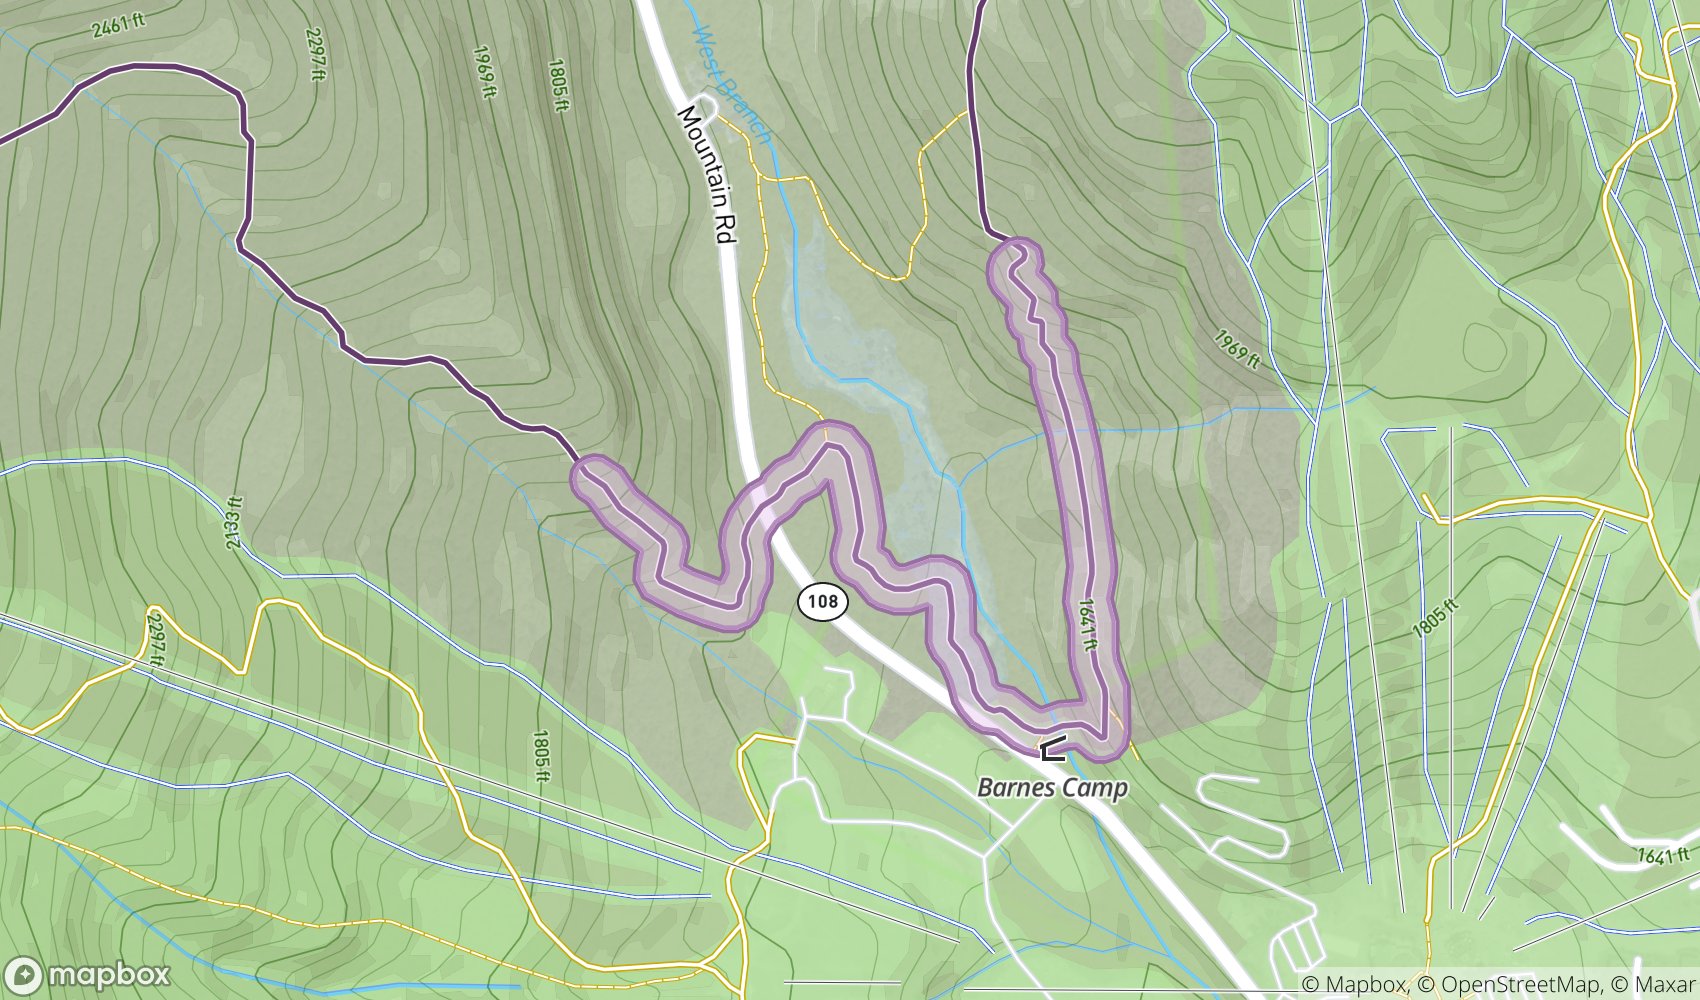 2461 ft
2297 ft
1969 ft
1805 ft
West Branch
Mountain Rd
1969 ft
2133 ft
108
1641 ft
1805 ft
2297 ft
1805 ft
Barnes Camp
1641 ft
mapbox
© Mapbox, © OpenStreetMap, © Maxar